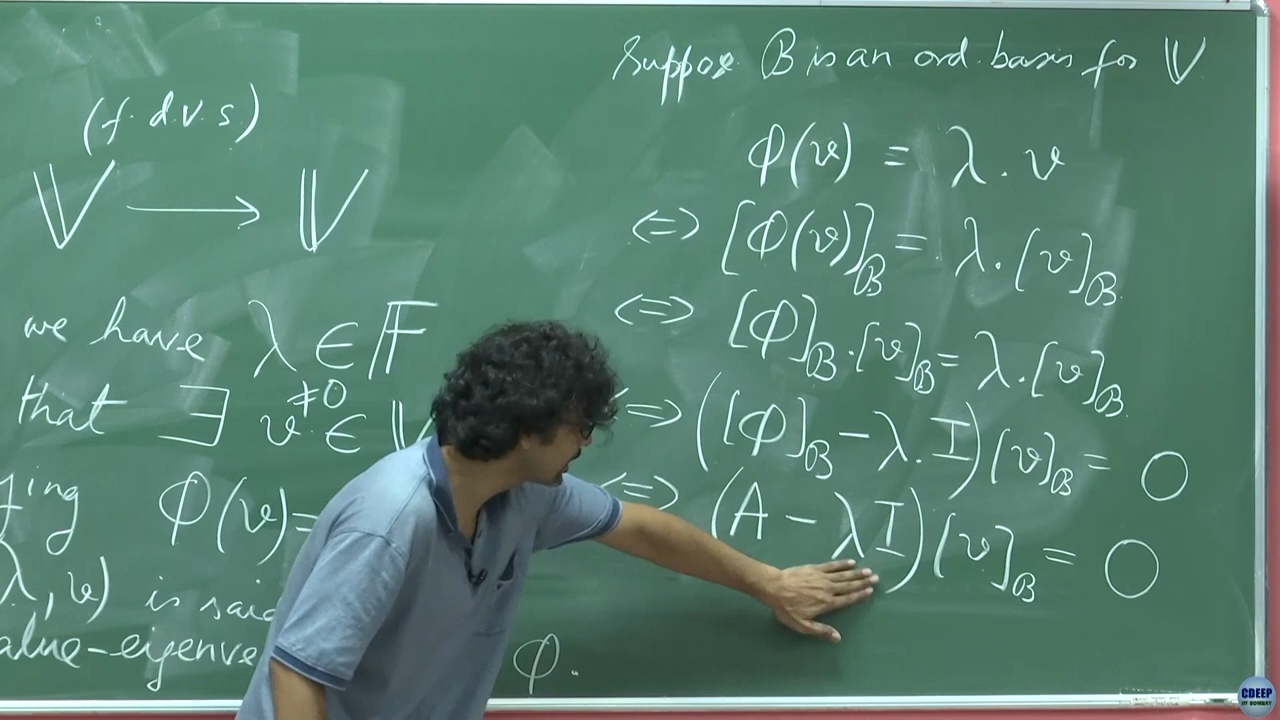 (f.d.v.s)
𝕍 ⟶ 𝕍
we have λ ∈ 𝔽
that ∃ v ≠0 ∈ 𝕍
ying Φ(v)=
λ, v) is said
alue-eigenve Φ.
Suppose B is an ord. basis for 𝕍
Φ(v) = λ. v
⟺ [Φ(v)]_B = λ. [v]_B
⟺ [Φ]_B . [v]_B = λ. [v]_B
⟺ ([Φ]_B − λ. I) [v]_B = 0
⟺ (A − λI) [v]_B = 0
CDEEP
IIT BOMBAY